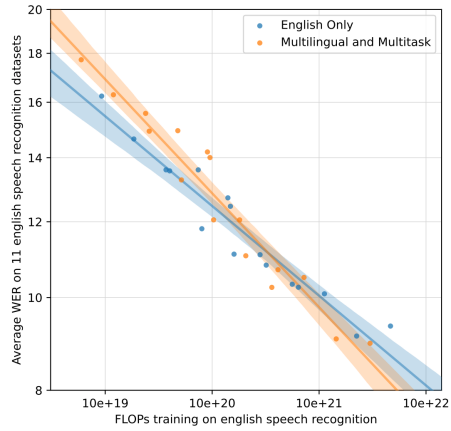 20
18
16
14
12
10
8
Average WER on 11 english speech recognition datasets
English Only
Multilingual and Multitask
10e+19
10e+20
10e+21
10e+22
FLOPs training on english speech recognition